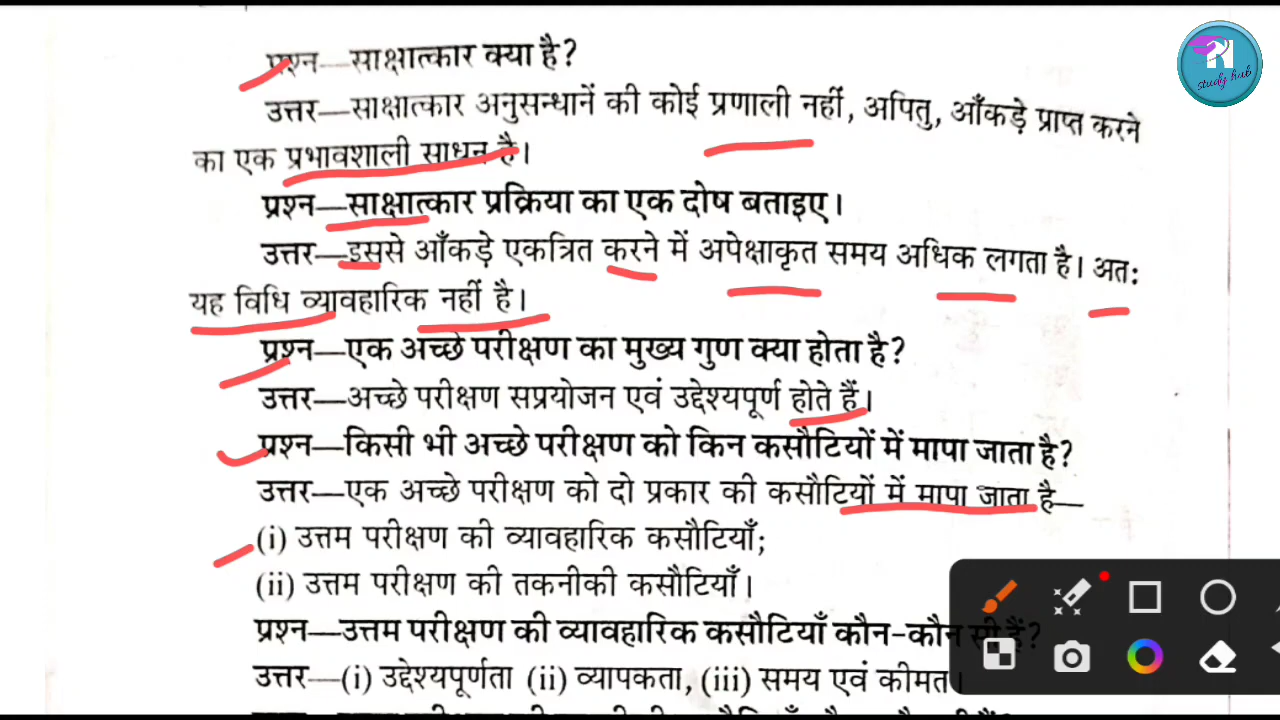 study hub
प्रश्न—साक्षात्कार क्या है?
उत्तर—साक्षात्कार अनुसन्धानें की कोई प्रणाली नहीं, अपितु, आँकड़े प्राप्त करने
का एक प्रभावशाली साधन है।
प्रश्न—साक्षात्कार प्रक्रिया का एक दोष बताइए।
उत्तर—इससे आँकड़े एकत्रित करने में अपेक्षाकृत समय अधिक लगता है। अतः
यह विधि व्यावहारिक नहीं है।
प्रश्न—एक अच्छे परीक्षण का मुख्य गुण क्या होता है?
उत्तर—अच्छे परीक्षण सप्रयोजन एवं उद्देश्यपूर्ण होते हैं।
प्रश्न—किसी भी अच्छे परीक्षण को किन कसौटियों में मापा जाता है?
उत्तर—एक अच्छे परीक्षण को दो प्रकार की कसौटियों में मापा जाता है—
(i) उत्तम परीक्षण की व्यावहारिक कसौटियाँ;
(ii) उत्तम परीक्षण की तकनीकी कसौटियाँ।
प्रश्न—उत्तम परीक्षण की व्यावहारिक कसौटियाँ कौन-कौन सी हैं?
उत्तर—(i) उद्देश्यपूर्णता (ii) व्यापकता, (iii) समय एवं कीमत।